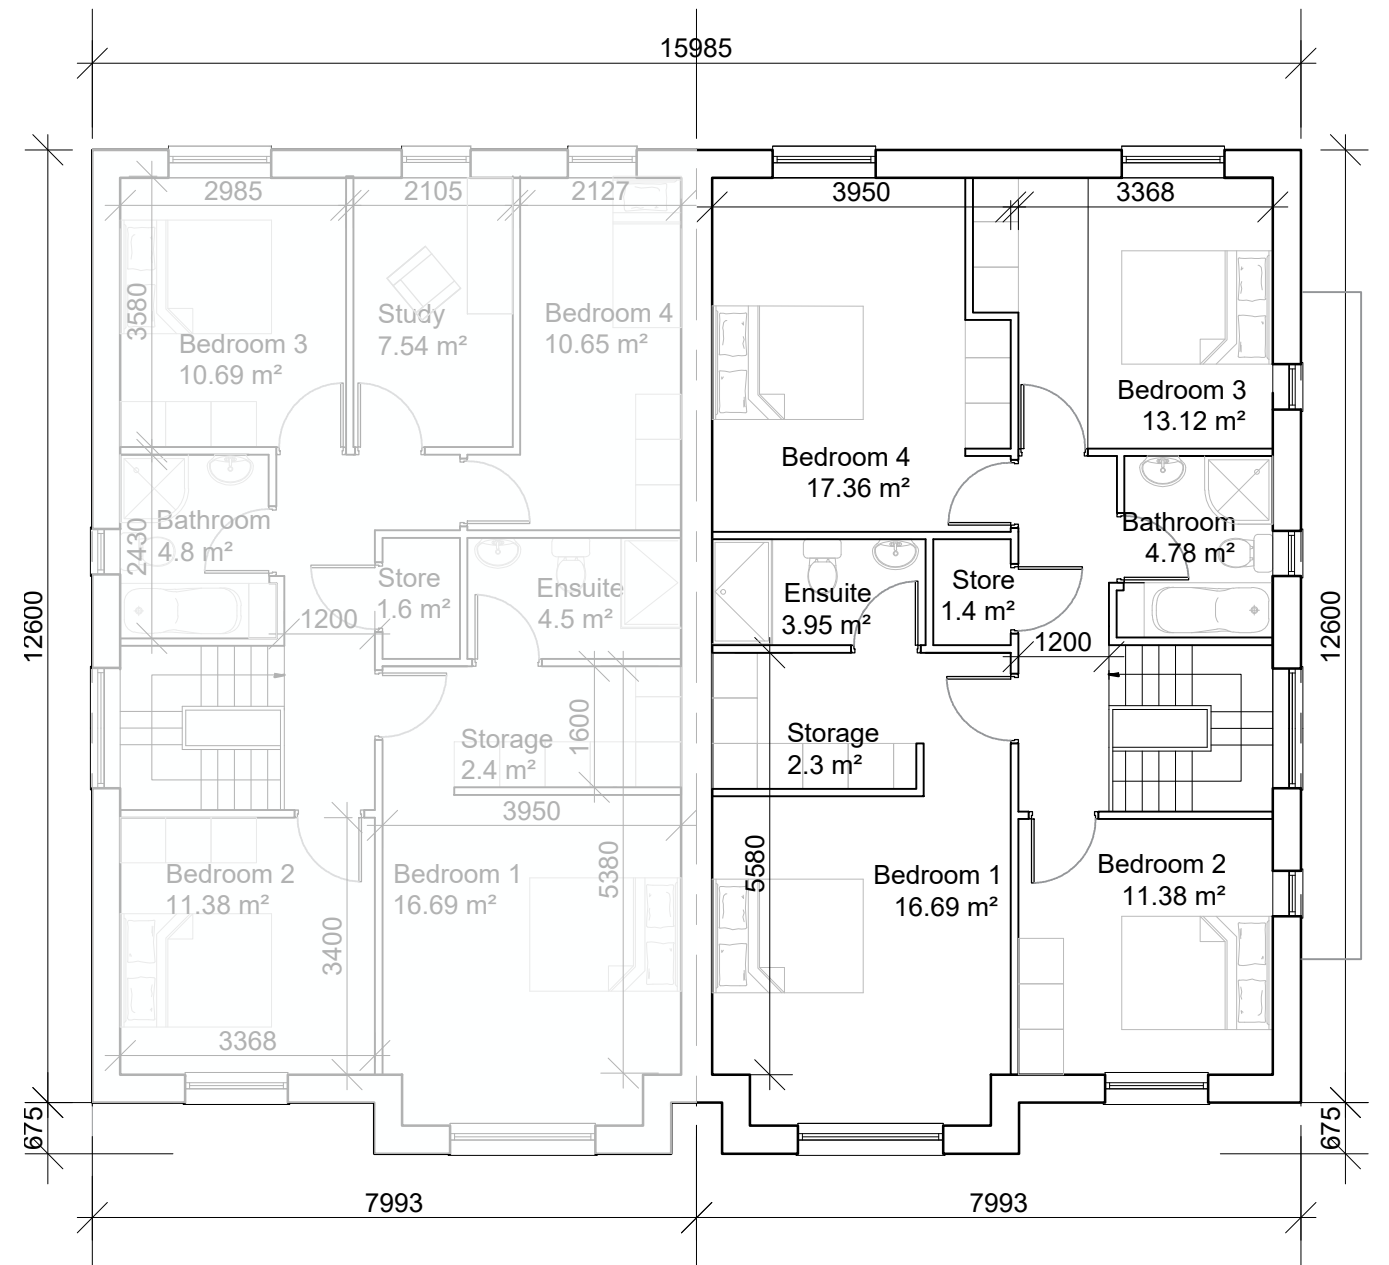 15985
2985
2105
2127
3950
3368
3580
Study
7.54 m²
Bedroom 4
10.65 m²
Bedroom 3
10.69 m²
Bedroom 3
13.12 m²
Bedroom 4
17.36 m²
Bathroom
4.8 m²
2430
Bathroom
4.78 m²
Store
1.6 m²
Ensuite
4.5 m²
Ensuite
3.95 m²
Store
1.4 m²
12600
12600
1200
1200
Storage
2.4 m²
1600
Storage
2.3 m²
3950
Bedroom 2
11.38 m²
Bedroom 1
16.69 m²
5380
5580
Bedroom 1
16.69 m²
Bedroom 2
11.38 m²
3400
3368
675
675
7993
7993